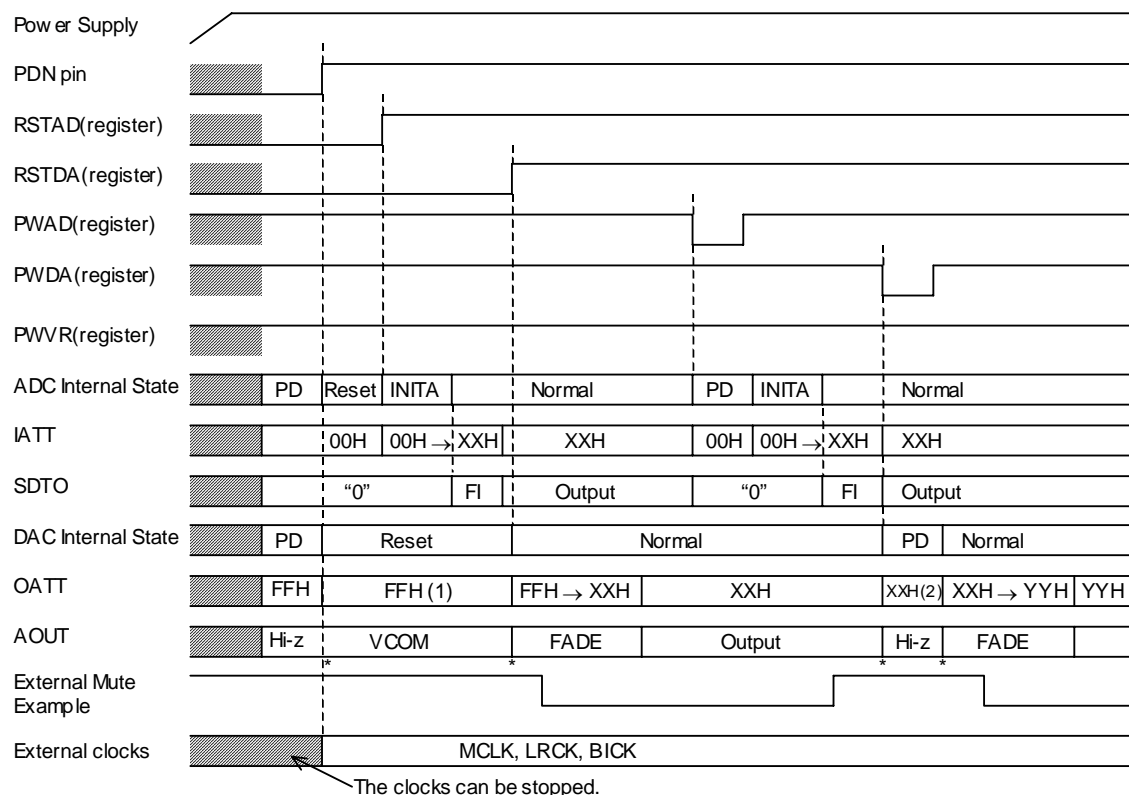 Power Supply
PDN pin
RSTAD(register)
RSTDA(register)
PWAD(register)
PWDA(register)
PWVR(register)
ADC Internal State PD Reset INITA Normal PD INITA Normal
IATT 00H 00H → XXH XXH 00H 00H → XXH XXH
SDTO “0” FI Output “0” FI Output
DAC Internal State PD Reset Normal PD Normal
OATT FFH FFH (1) FFH → XXH XXH XXH(2) XXH → YYH YYH
AOUT Hi-z VCOM FADE Output Hi-z FADE
* * * *
External Mute
Example
External clocks MCLK, LRCK, BICK
The clocks can be stopped.